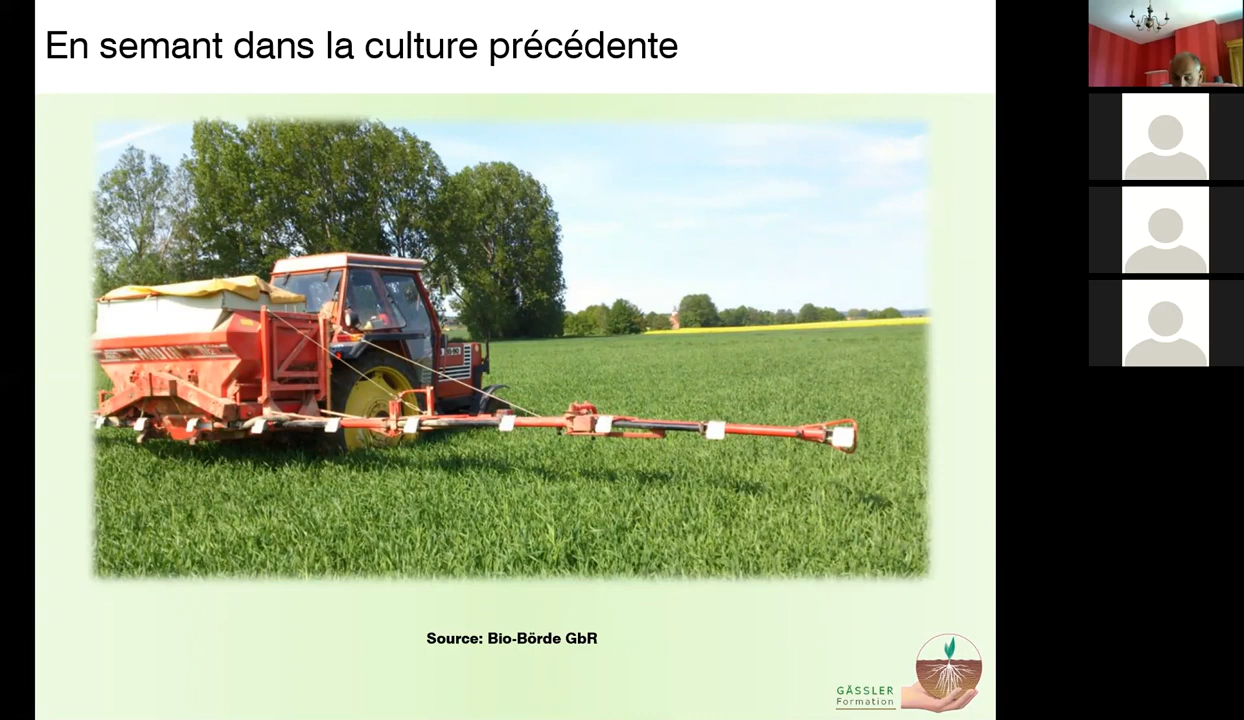 En semant dans la culture précédente
Source: Bio-Börde GbR
GÄSSLER
Formation